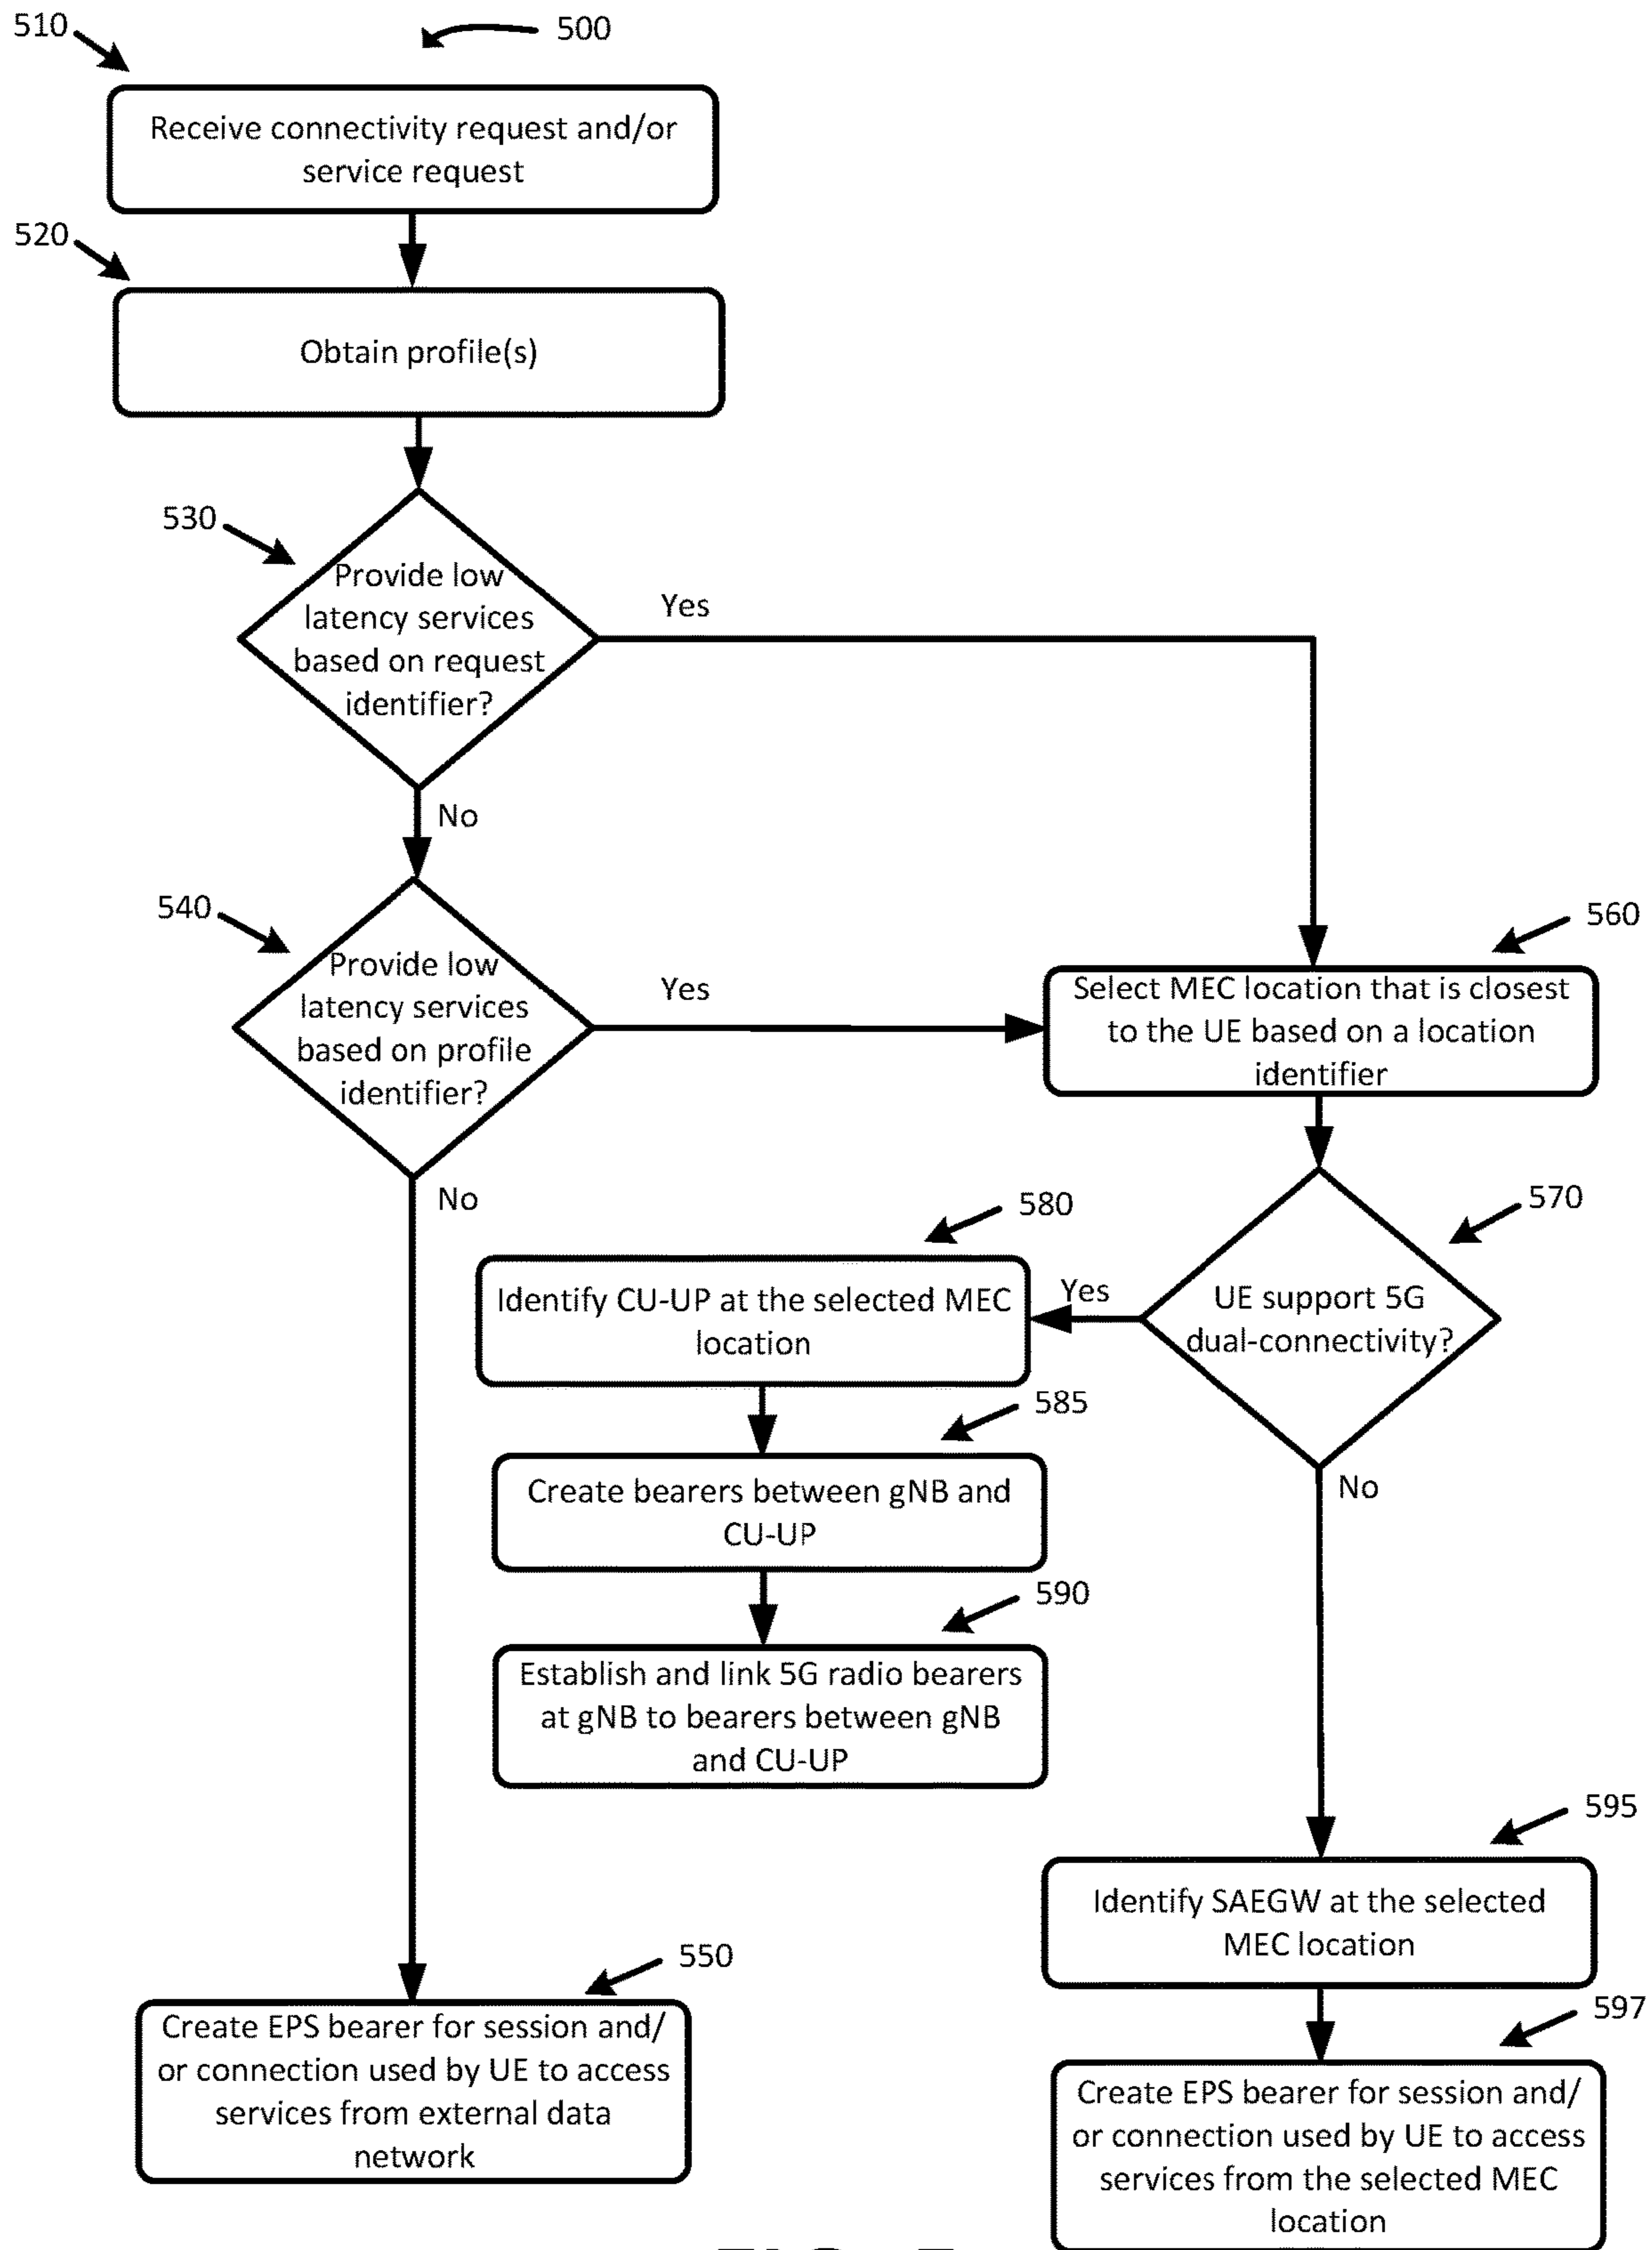 510
500
Receive connectivity request and/or
service request
520
Obtain profile(s)
530
Provide low
latency services
based on request
identifier?
Yes
No
540
Provide low
latency services
based on profile
identifier?
Yes
No
560
Select MEC location that is closest
to the UE based on a location
identifier
570
UE support 5G
dual-connectivity?
Yes
No
580
Identify CU-UP at the selected MEC
location
585
Create bearers between gNB and
CU-UP
590
Establish and link 5G radio bearers
at gNB to bearers between gNB
and CU-UP
595
Identify SAEGW at the selected
MEC location
550
Create EPS bearer for session and/
or connection used by UE to access
services from external data
network
597
Create EPS bearer for session and/
or connection used by UE to access
services from the selected MEC
location